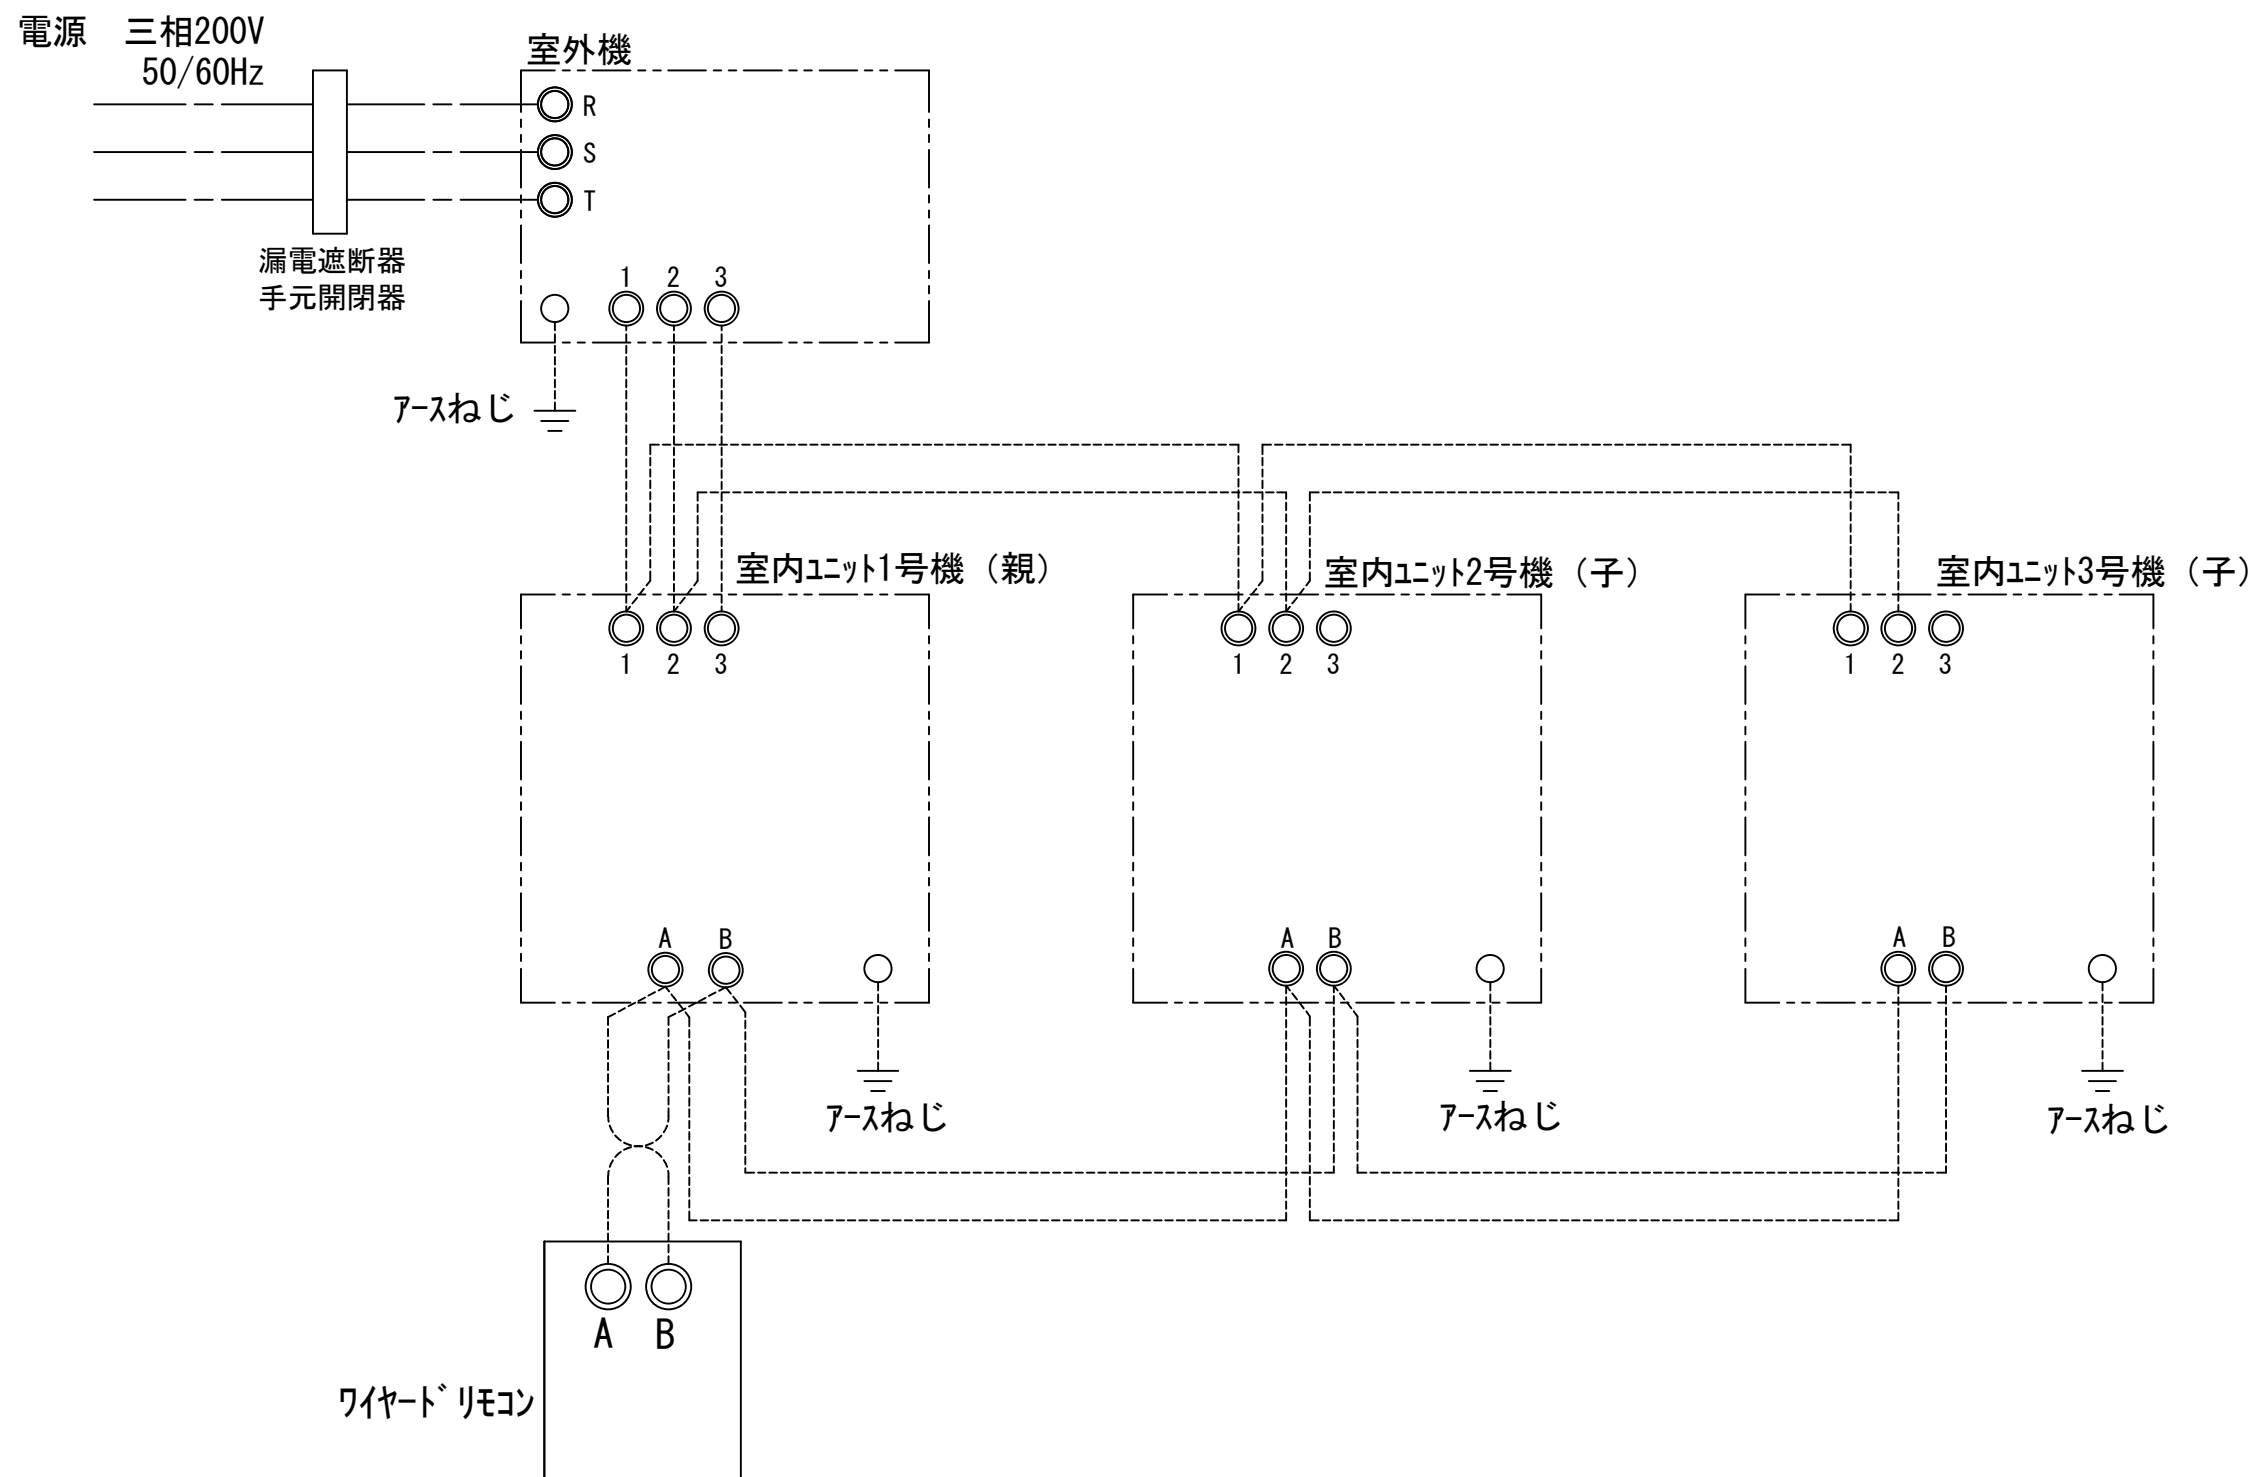 電源　三相200V
50/60Hz
室外機
R
S
T
漏電遮断器
手元開閉器
1 2 3
ｱｰｽねじ
室内ﾕﾆｯﾄ1号機（親）
室内ﾕﾆｯﾄ2号機（子）
室内ﾕﾆｯﾄ3号機（子）
1 2 3
1 2 3
1 2 3
A B
A B
A B
ｱｰｽねじ
ｱｰｽねじ
ｱｰｽねじ
A B
ﾜｲﾔｰﾄﾞﾘﾓｺﾝ